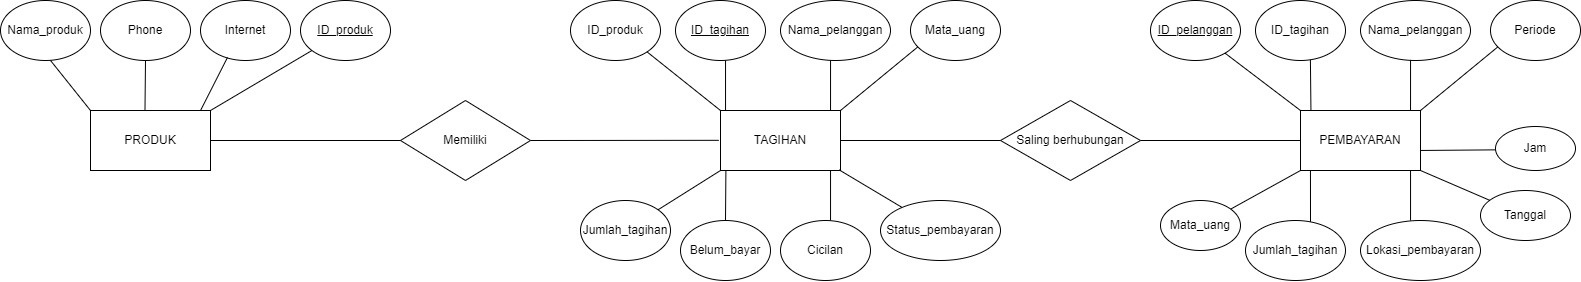 Nama_produk
Phone
Internet
ID_produk
ID_produk
ID_tagihan
Nama_pelanggan
Mata_uang
ID_pelanggan
ID_tagihan
Nama_pelanggan
Periode
PRODUK
Memiliki
TAGIHAN
Saling berhubungan
PEMBAYARAN
Jam
Jumlah_tagihan
Belum_bayar
Cicilan
Status_pembayaran
Mata_uang
Jumlah_tagihan
Lokasi_pembayaran
Tanggal